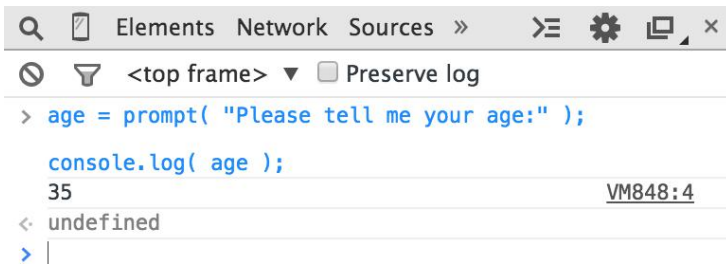 Elements Network Sources »
<top frame> ▼ Preserve log
> age = prompt( "Please tell me your age:" );
console.log( age );
35 VM848:4
undefined
>